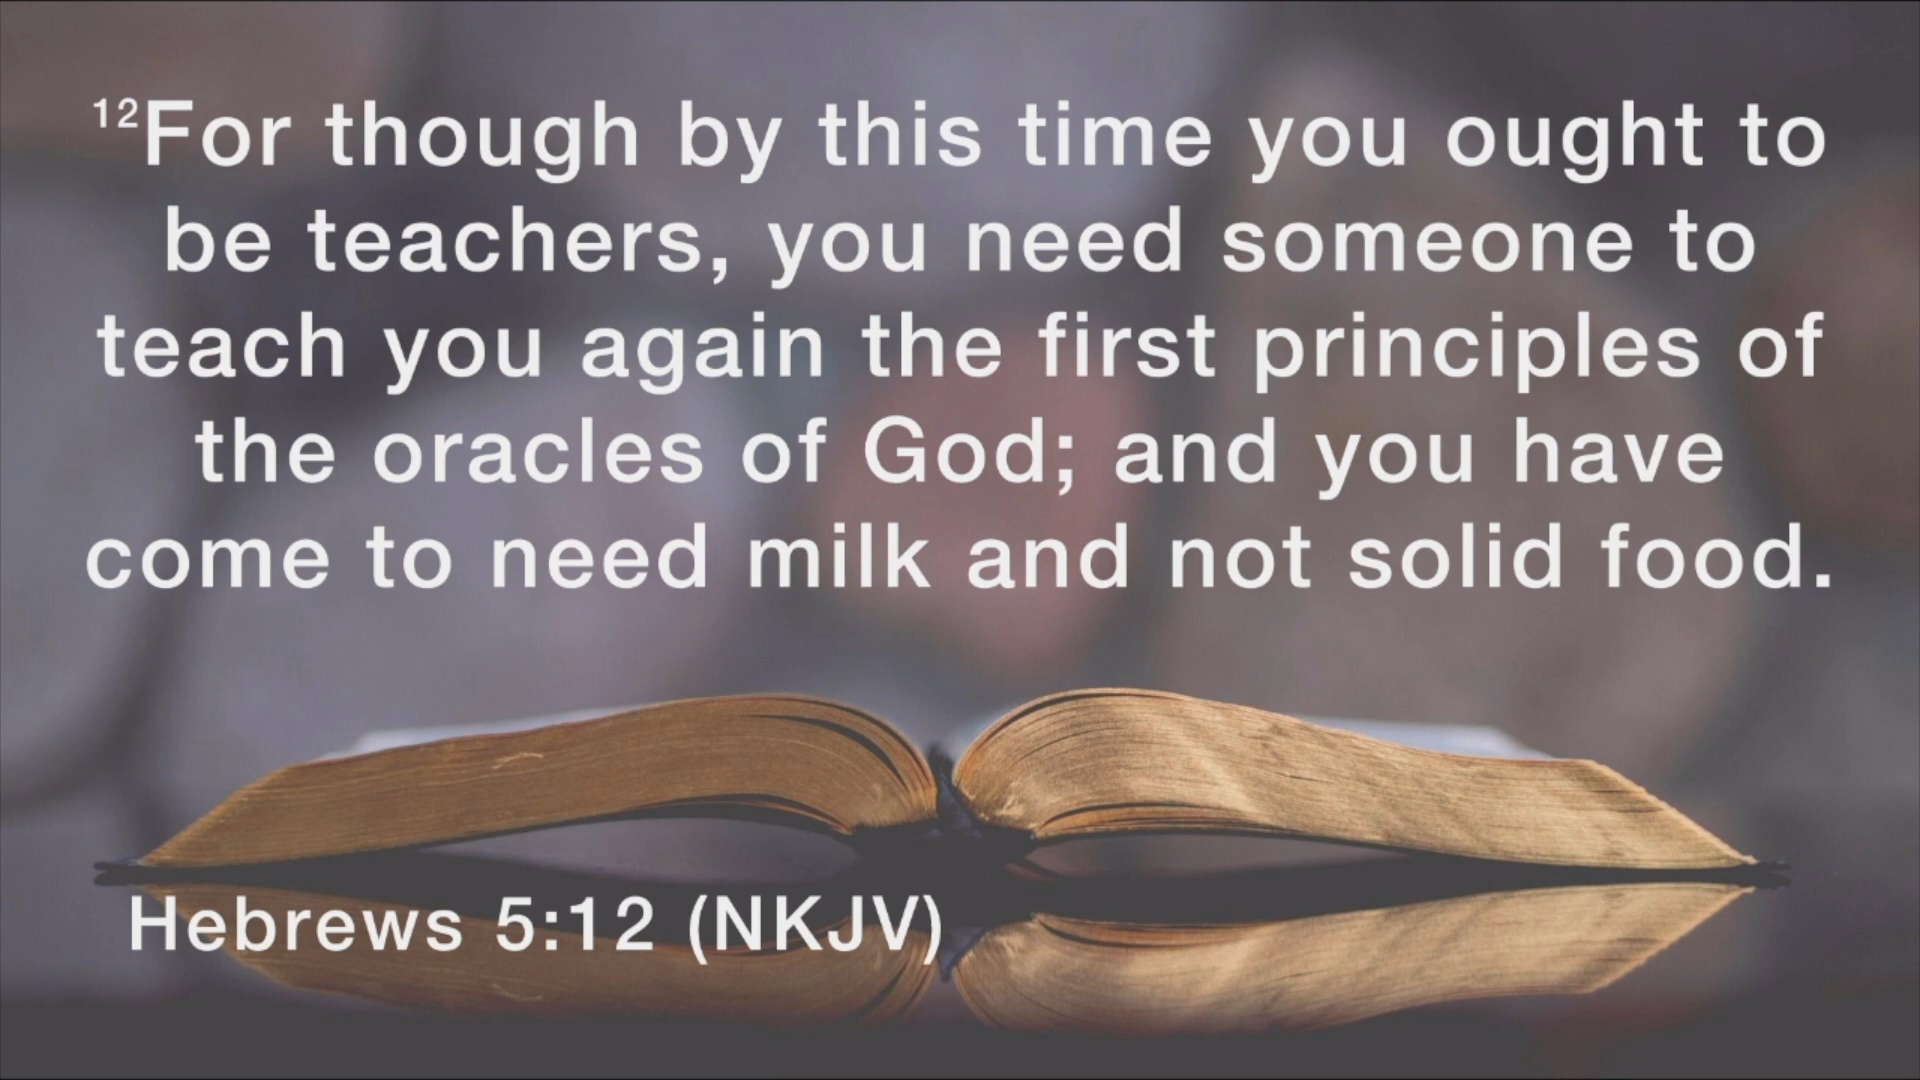 12For though by this time you ought to
be teachers, you need someone to
teach you again the first principles of
the oracles of God; and you have
come to need milk and not solid food.
Hebrews 5:12 (NKJV)